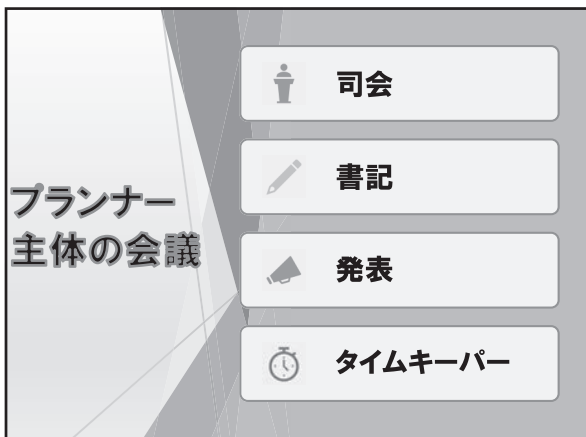 プランナー
主体の会議
司会
書記
発表
タイムキーパー